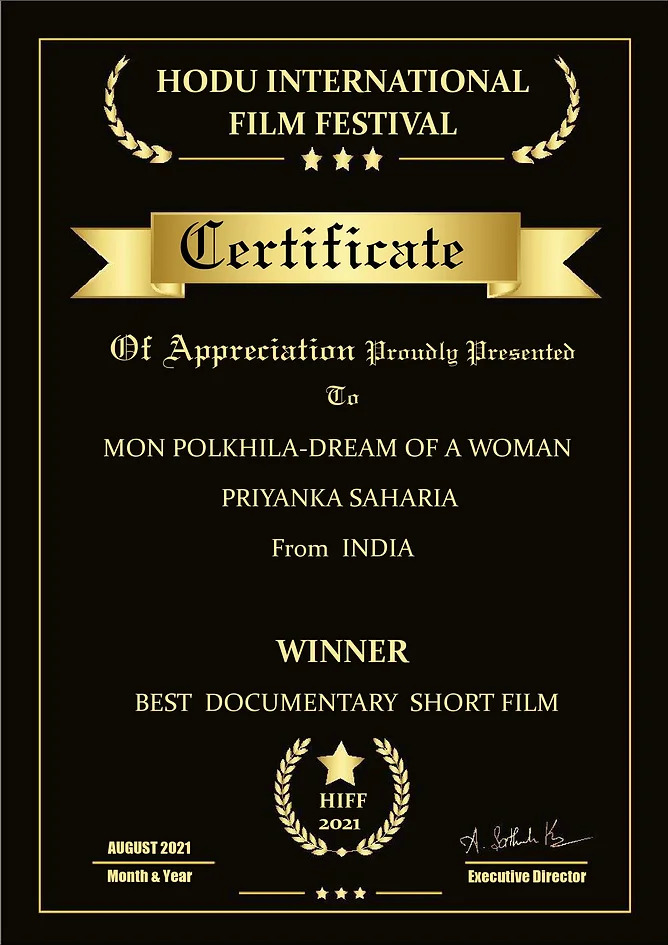 HODU INTERNATIONAL
FILM FESTIVAL
Certificate
Of Appreciation Proudly Presented
To
MON POLKHILA-DREAM OF A WOMAN
PRIYANKA SAHARIA
From INDIA
WINNER
BEST DOCUMENTARY SHORT FILM
HIFF
2021
AUGUST 2021
Month & Year
Executive Director